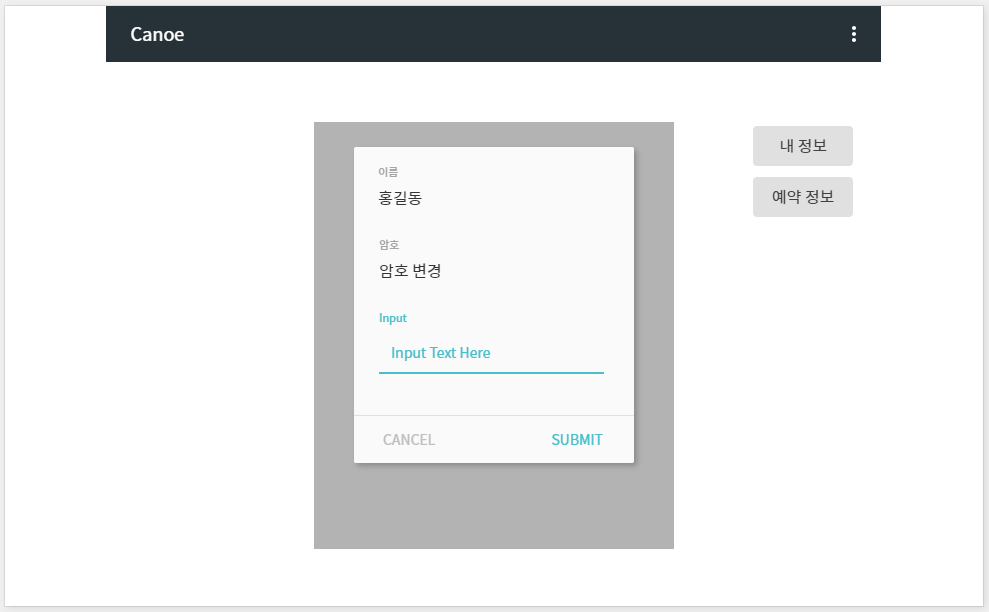 Canoe
이름
홍길동
암호
암호 변경
Input
Input Text Here
CANCEL
SUBMIT
내 정보
예약 정보